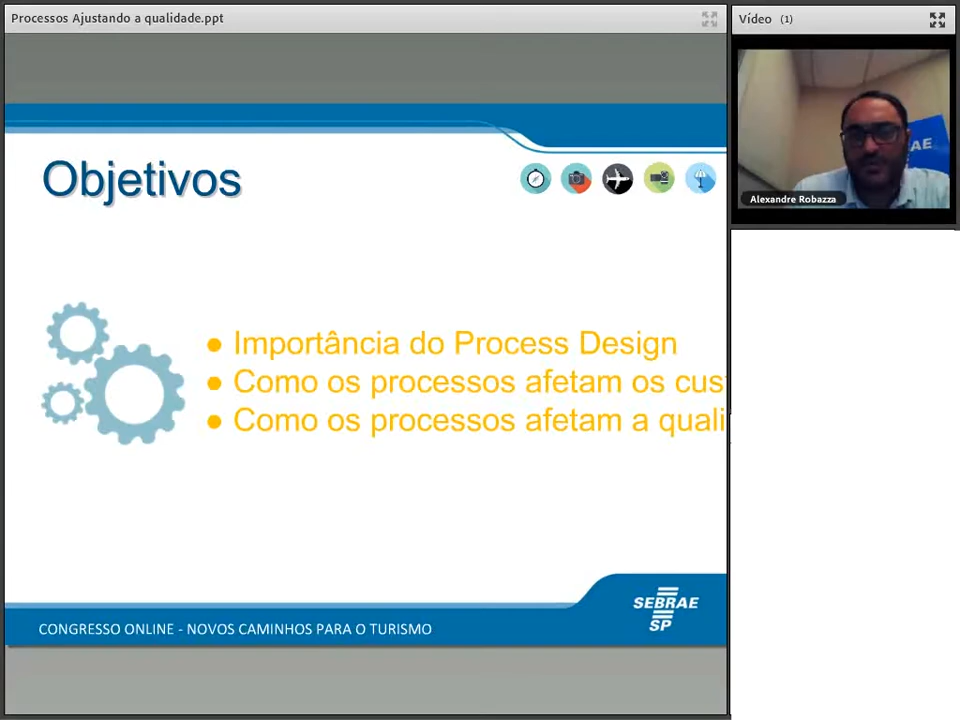 Processos Ajustando a qualidade.ppt
Vídeo (1)
Objetivos
AE
Alexandre Robazza
● Importância do Process Design
● Como os processos afetam os cus
● Como os processos afetam a quali
SEBRAE
SP
CONGRESSO ONLINE - NOVOS CAMINHOS PARA O TURISMO